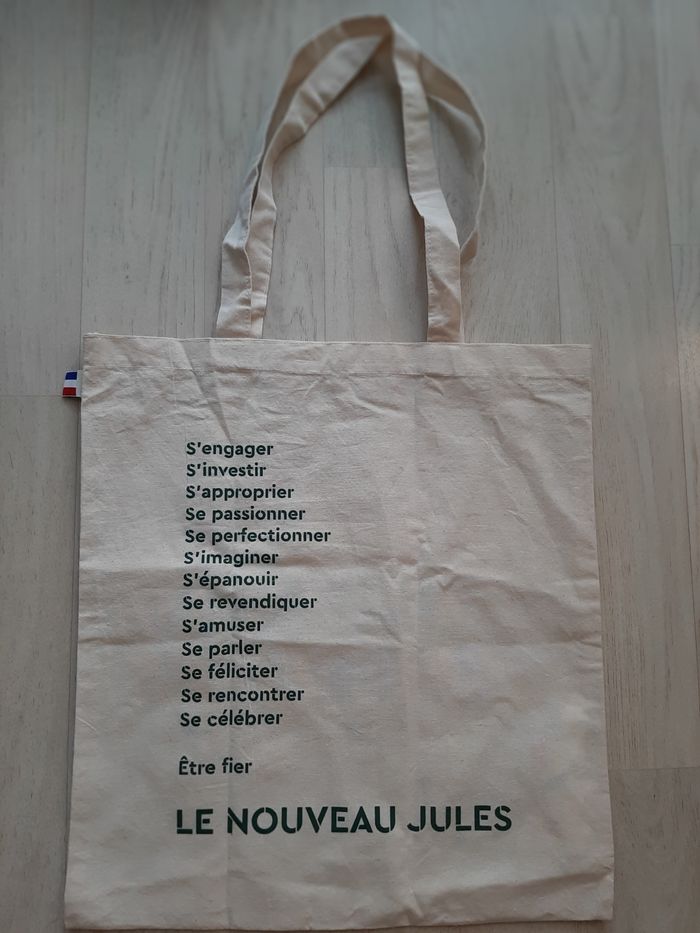 S'engager
S'investir
S'approprier
Se passionner
Se perfectionner
S'imaginer
S'épanouir
Se revendiquer
S'amuser
Se parler
Se féliciter
Se rencontrer
Se célébrer
Être fier
LE NOUVEAU JULES